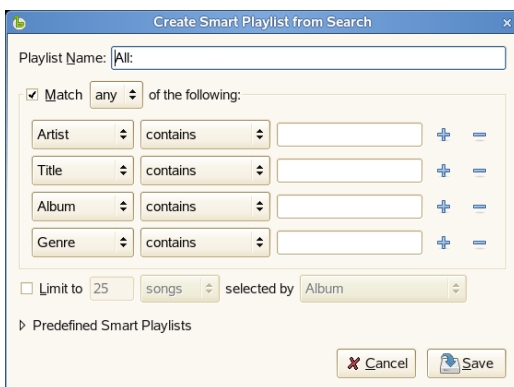 Create Smart Playlist from Search
Playlist Name: All:
Match any of the following:
Artist contains
Title contains
Album contains
Genre contains
Limit to 25 songs selected by Album
Predefined Smart Playlists
Cancel Save